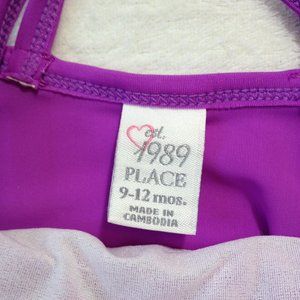 est.
1989
PLACE
9-12 mos.
MADE IN
CAMBODIA